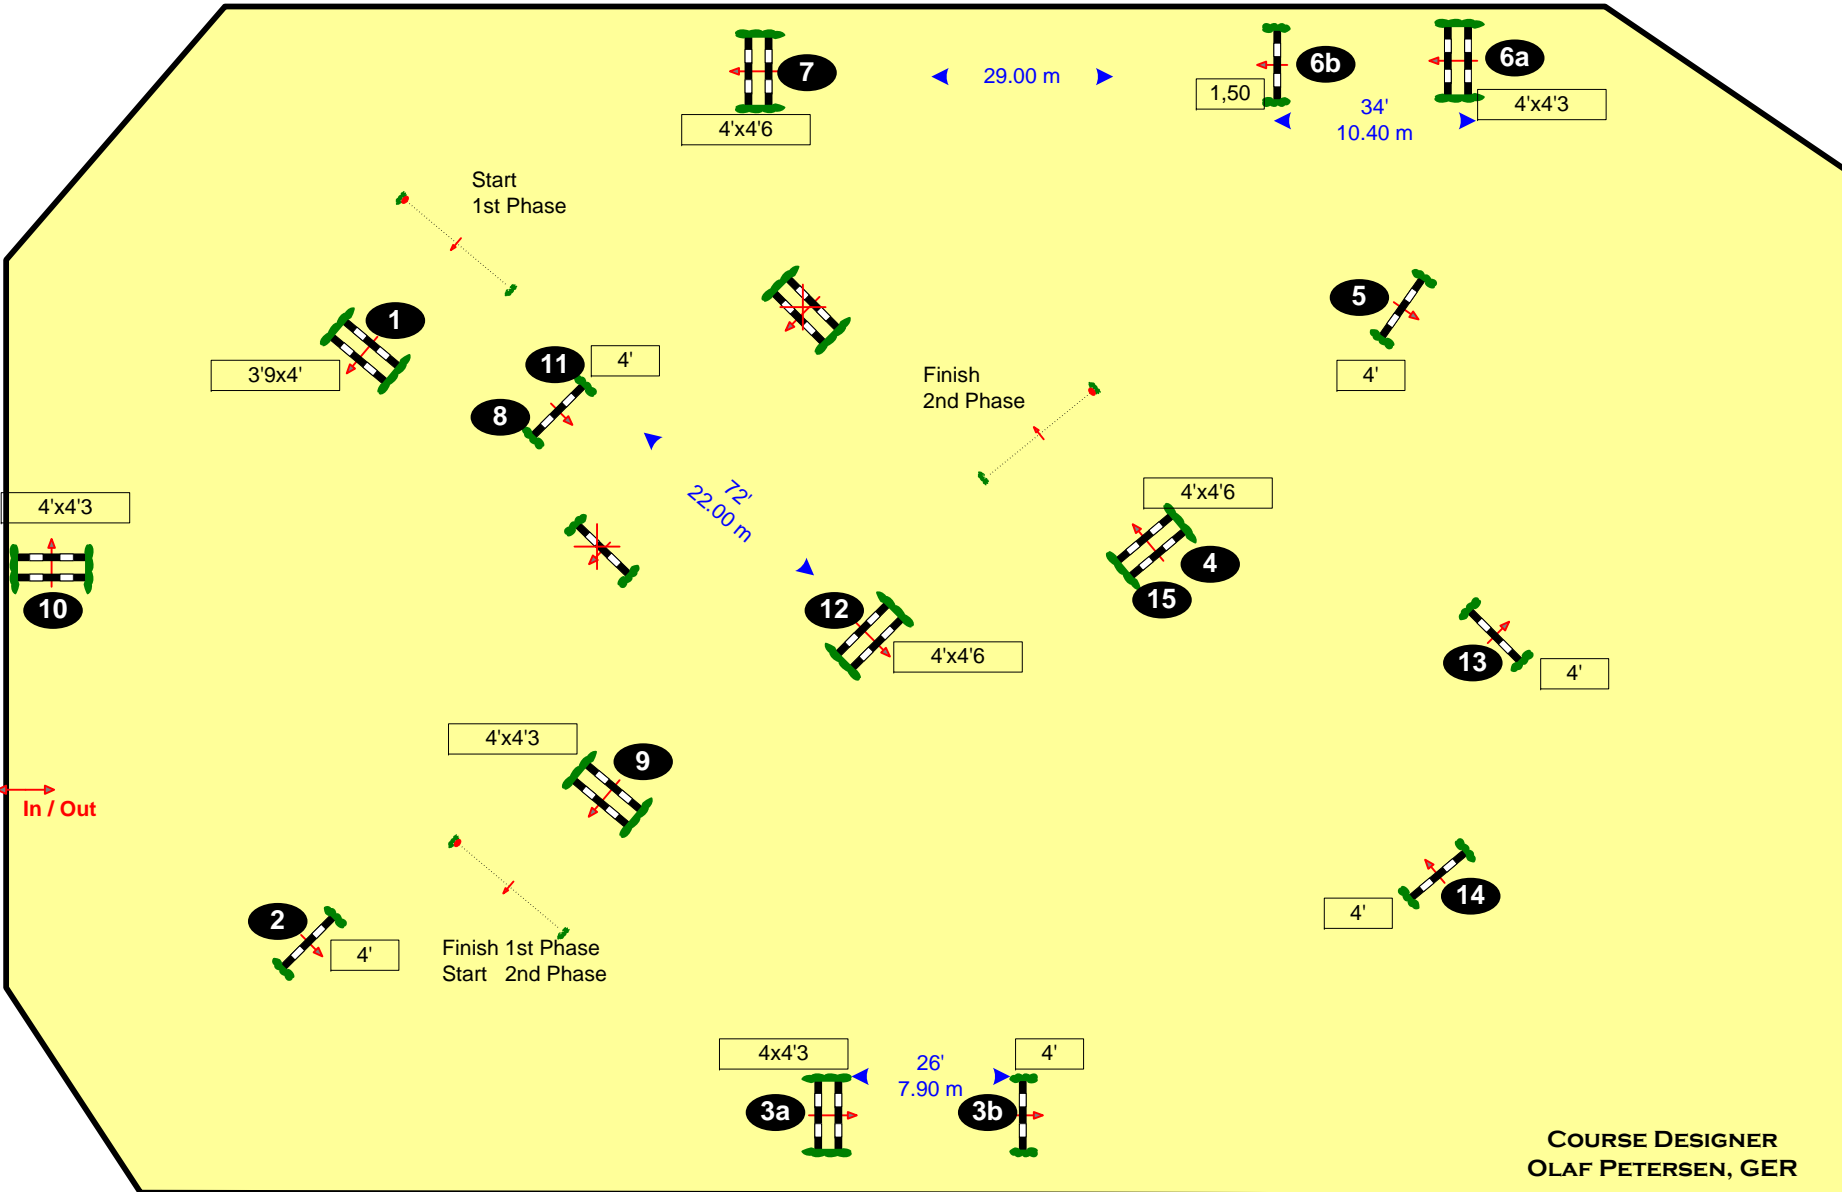 7
29.00 m
6b
6a
1,50
34'
10.40 m
4'x4'3
4'x4'6
Start
1st Phase
1
3'9x4'
11
4'
8
5
4'
Finish
2nd Phase
72'
22.00 m
4'x4'3
10
4'x4'6
4
15
12
4'x4'6
13
4'
4'x4'3
9
In / Out
2
4'
Finish 1st Phase
Start 2nd Phase
14
4'
4x4'3
26'
7.90 m
4'
3a
3b
Course Designer
Olaf Petersen, GER